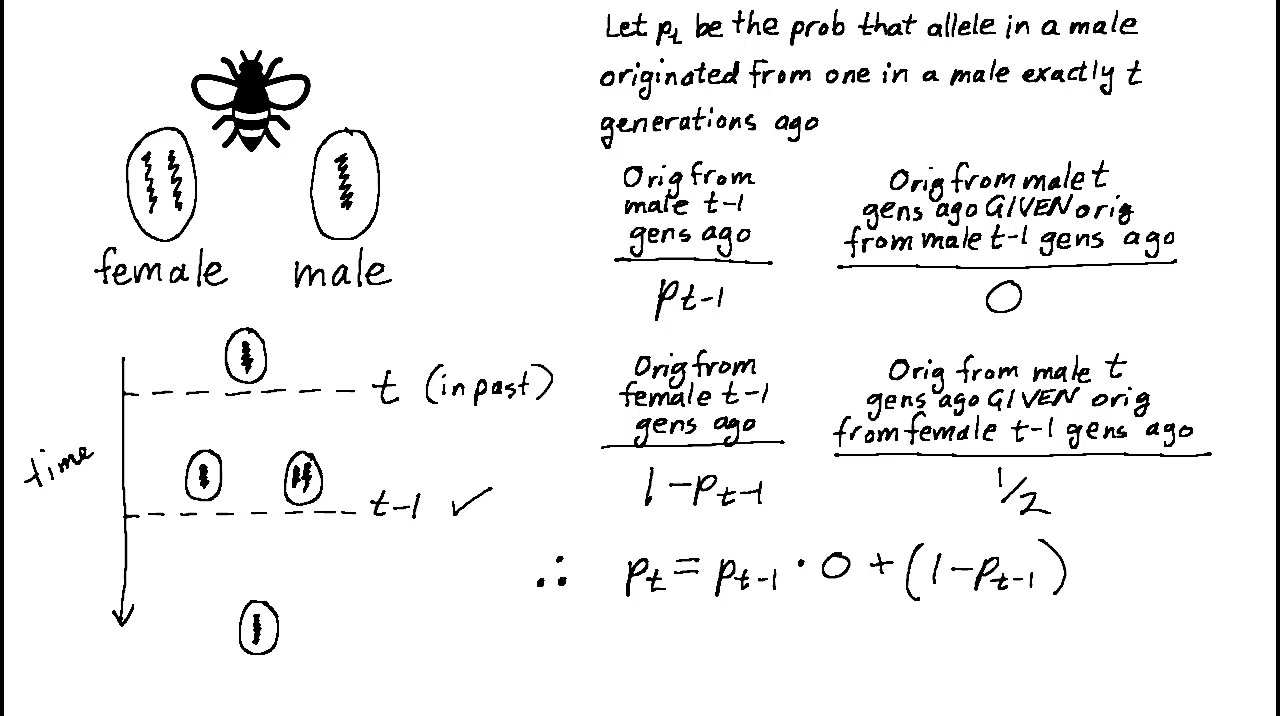 Let pₜ be the prob that allele in a male
originated from one in a male exactly t
generations ago
female male
Orig from
male t-1
gens ago
pₜ₋₁
Orig from male t
gens ago GIVEN orig
from male t-1 gens ago
0
time
t (in past)
t-1 ✓
Orig from
female t-1
gens ago
1-pₜ₋₁
Orig from male t
gens ago GIVEN orig
from female t-1 gens ago
1/2
∴ pₜ = pₜ₋₁ · 0 + (1-pₜ₋₁)